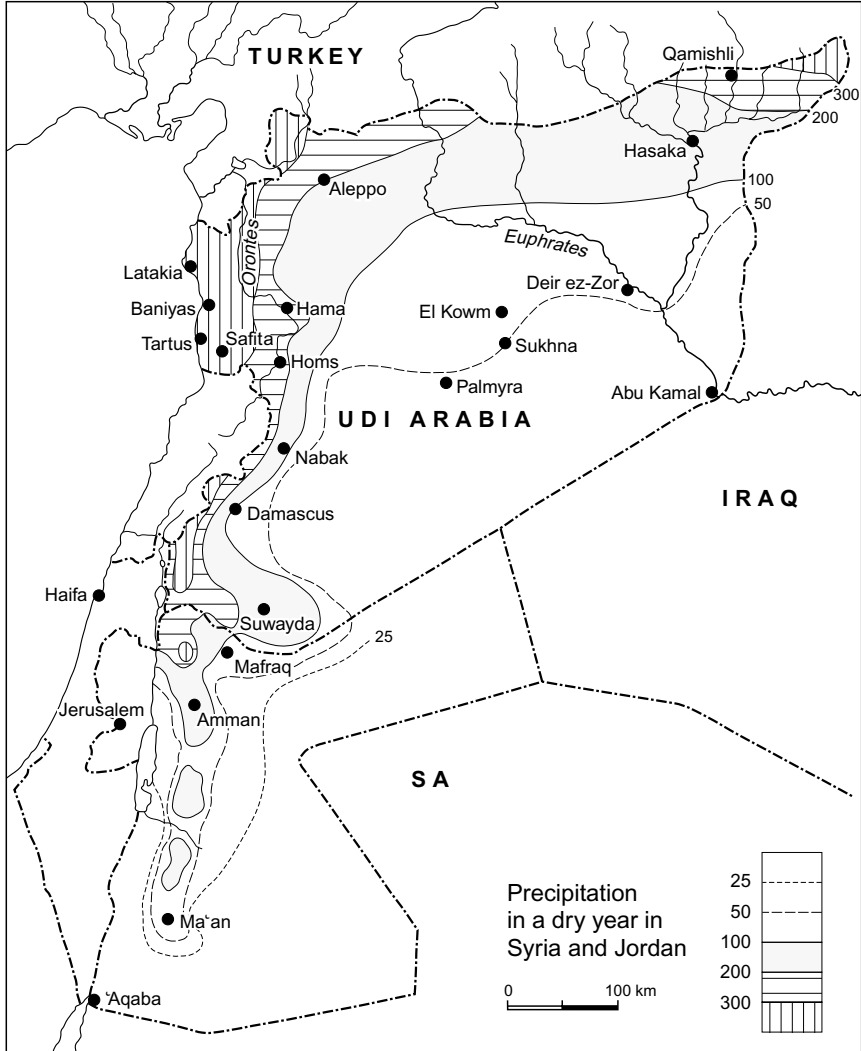 TURKEY
Qamishli
300
200
Hasaka
Aleppo
100
50
Orontes
Euphrates
Latakia
Deir ez-Zor
Baniyas
Hama
El Kowm
Tartus
Safita
Sukhna
Homs
Palmyra
Abu Kamal
UDI ARABIA
Nabak
IRAQ
Damascus
Haifa
Suwayda
25
Mafraq
Jerusalem
Amman
SA
Precipitation
in a dry year in
Syria and Jordan
25
50
100
200
300
Ma‛an
0 100 km
‛Aqaba